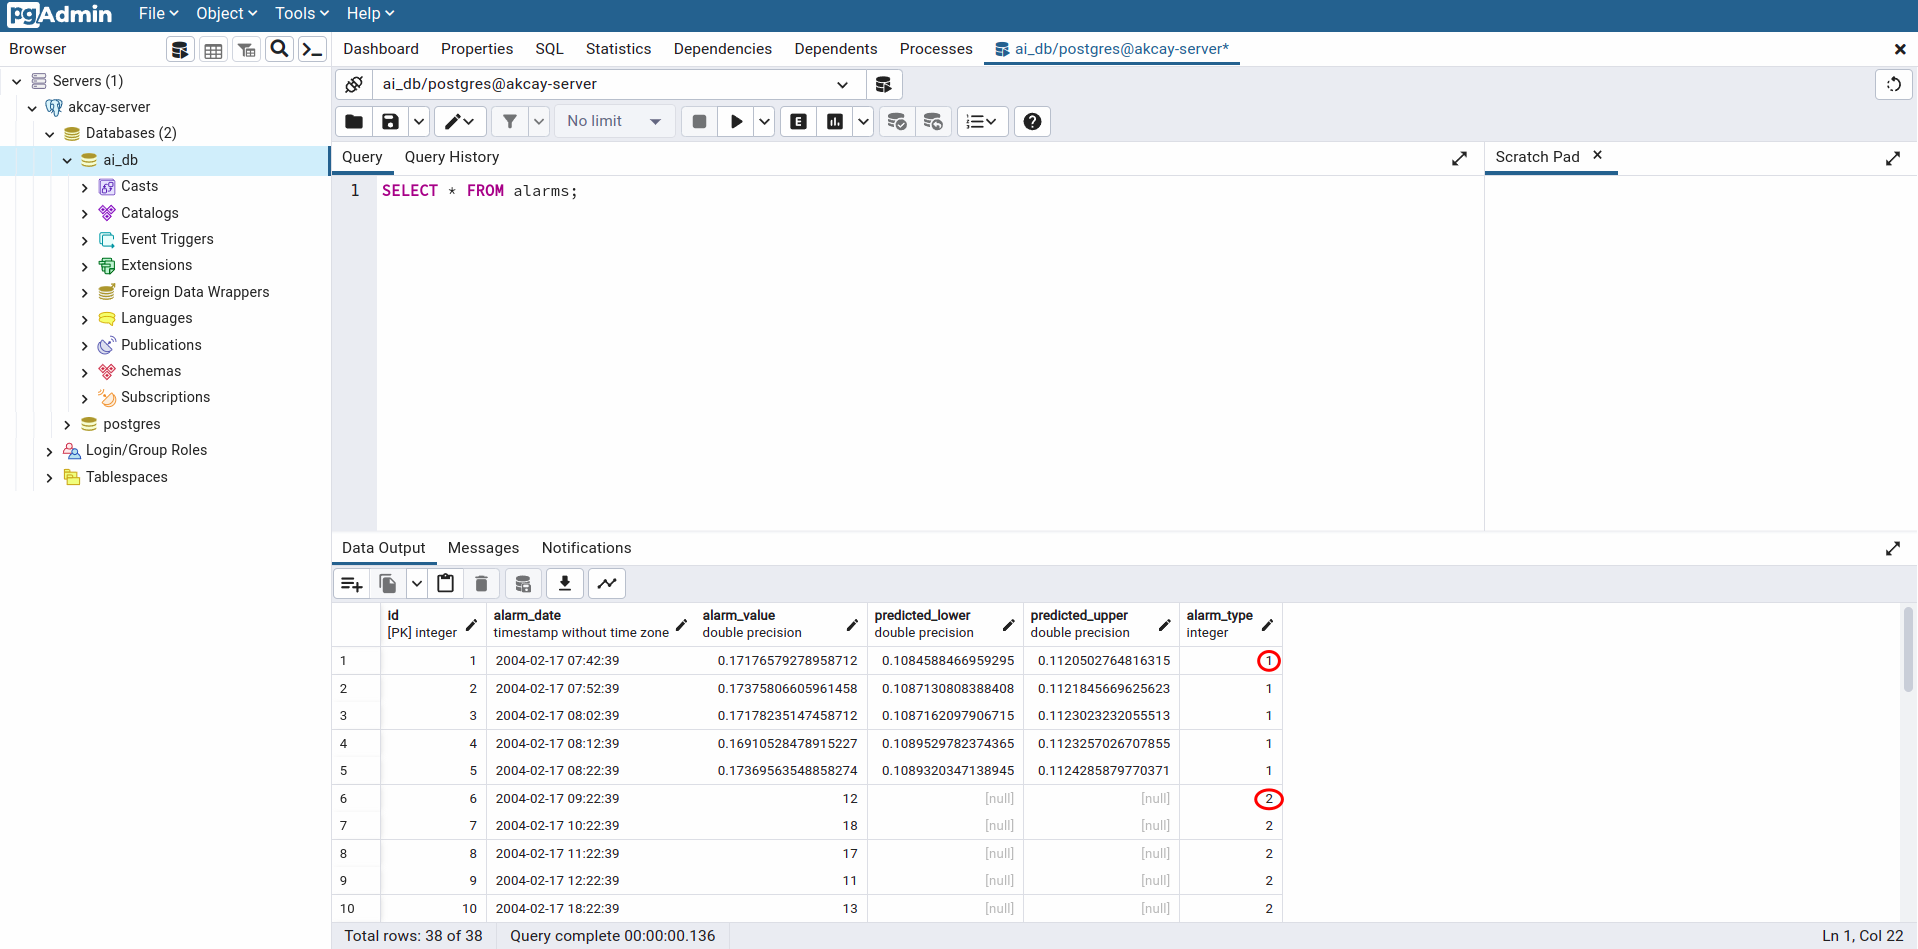 pgAdmin File Object Tools Help
Browser Dashboard Properties SQL Statistics Dependencies Dependents Processes ai_db/postgres@akcay-server*
Servers (1)
akcay-server
Databases (2)
ai_db
Casts
Catalogs
Event Triggers
Extensions
Foreign Data Wrappers
Languages
Publications
Schemas
Subscriptions
postgres
Login/Group Roles
Tablespaces
ai_db/postgres@akcay-server
No limit E
Query Query History Scratch Pad
1 SELECT * FROM alarms;
Data Output Messages Notifications
id alarm_date alarm_value predicted_lower predicted_upper alarm_type
[PK] integer timestamp without time zone double precision double precision double precision integer
1 1 2004-02-17 07:42:39 0.17176579278958712 0.1084588466959295 0.1120502764816315 1
2 2 2004-02-17 07:52:39 0.17375806605961458 0.1087130808388408 0.1121845669625623 1
3 3 2004-02-17 08:02:39 0.17178235147458712 0.1087162097906715 0.1123023232055513 1
4 4 2004-02-17 08:12:39 0.16910528478915227 0.1089529782374365 0.1123257026707855 1
5 5 2004-02-17 08:22:39 0.17369563548858274 0.1089320347138945 0.1124285879770371 1
6 6 2004-02-17 09:22:39 12 [null] [null] 2
7 7 2004-02-17 10:22:39 18 [null] [null] 2
8 8 2004-02-17 11:22:39 17 [null] [null] 2
9 9 2004-02-17 12:22:39 11 [null] [null] 2
10 10 2004-02-17 18:22:39 13 [null] [null] 2
Total rows: 38 of 38 Query complete 00:00:00.136 Ln 1, Col 22